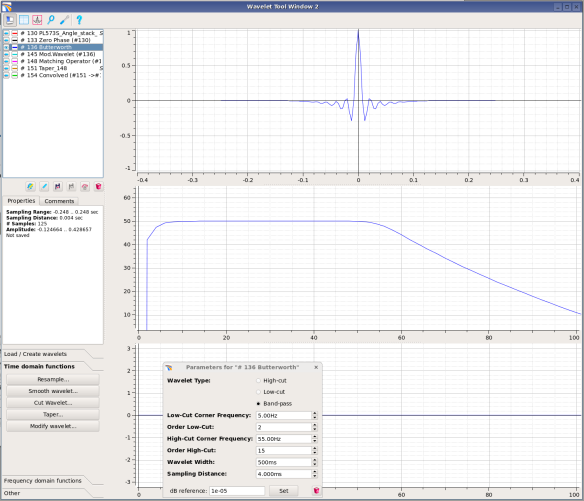 Wavelet Tool Window 2
# 130 PL573S_Angle_stack_ S
# 133 Zero Phase (#130)
# 136 Butterworth
# 145 Mod.Wavelet (#136)
# 148 Matching Operator (#1
# 151 Taper_148 S
# 154 Convolved (#151 ->#
Properties
Comments
Sampling Range: -0.248 .. 0.248 sec
Sampling Distance: 0.004 sec
# Samples: 125
Amplitude: -0.124664 .. 0.428657
Not saved
Load / Create wavelets
Time domain functions
Resample...
Smooth wavelet...
Cut Wavelet...
Taper...
Modify wavelet...
Frequency domain functions
Other
1
0.5
0
-0.5
-1
-0.4 -0.3 -0.2 -0.1 0 0.1 0.2 0.3 0.4
60
50
40
30
20
10
0 20 40 60 80 100
3
2
1
0
-1
-2
-3
0 60 80 100
Parameters for "# 136 Butterworth"
Wavelet Type:
High-cut
Low-cut
Band-pass
Low-Cut Corner Frequency: 5.00Hz
Order Low-Cut: 2
High-Cut Corner Frequency: 55.00Hz
Order High-Cut: 15
Wavelet Width: 500ms
Sampling Distance: 4.000ms
dB reference: 1e-05 Set